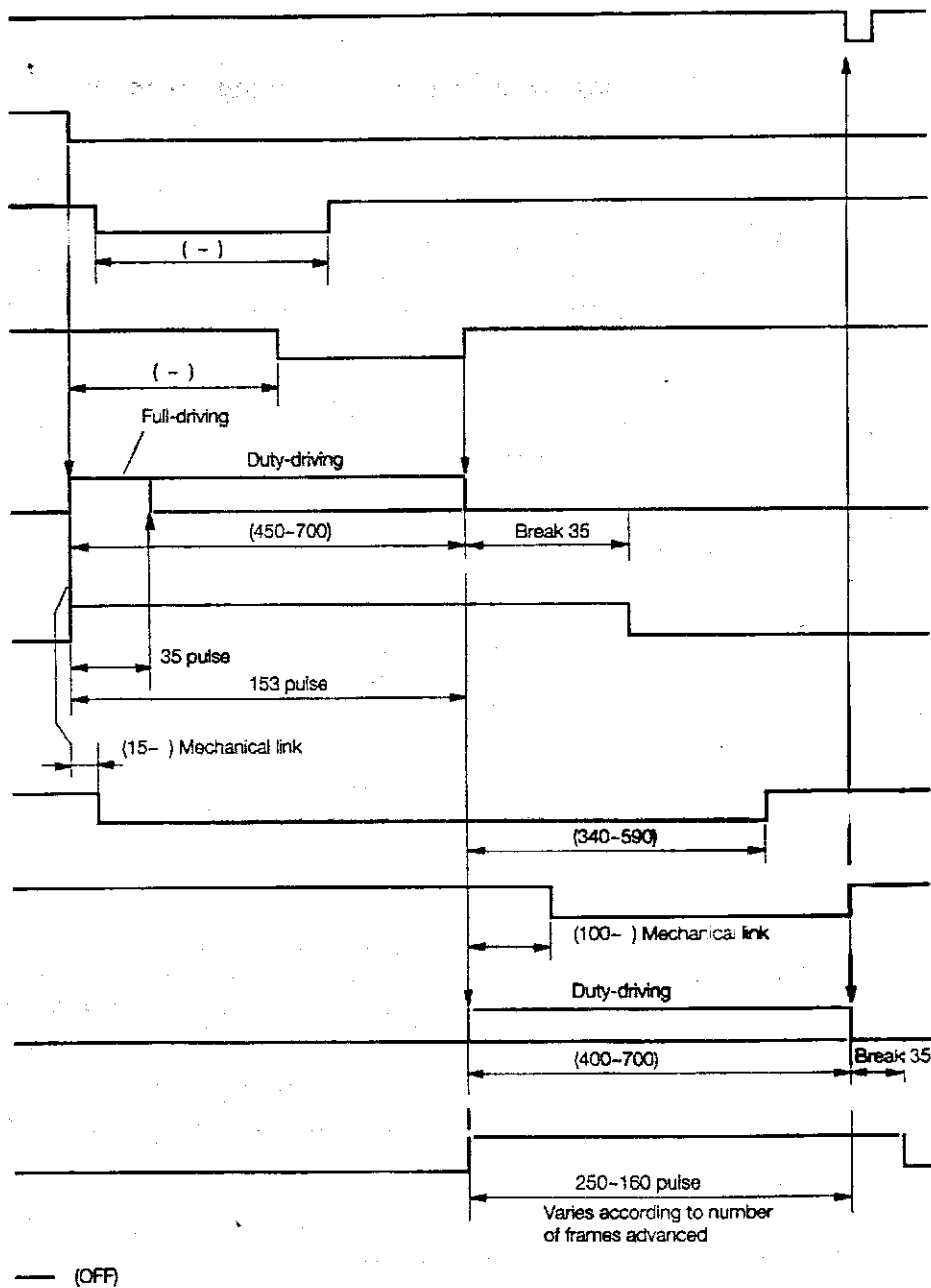 ( - )
( - )
Full-driving
Duty-driving
(450~700)
Break 35
35 pulse
153 pulse
(15- ) Mechanical link
(340~590)
(100- ) Mechanical link
Duty-driving
(400~700)
Break 35
250~160 pulse
Varies according to number
of frames advanced
(OFF)